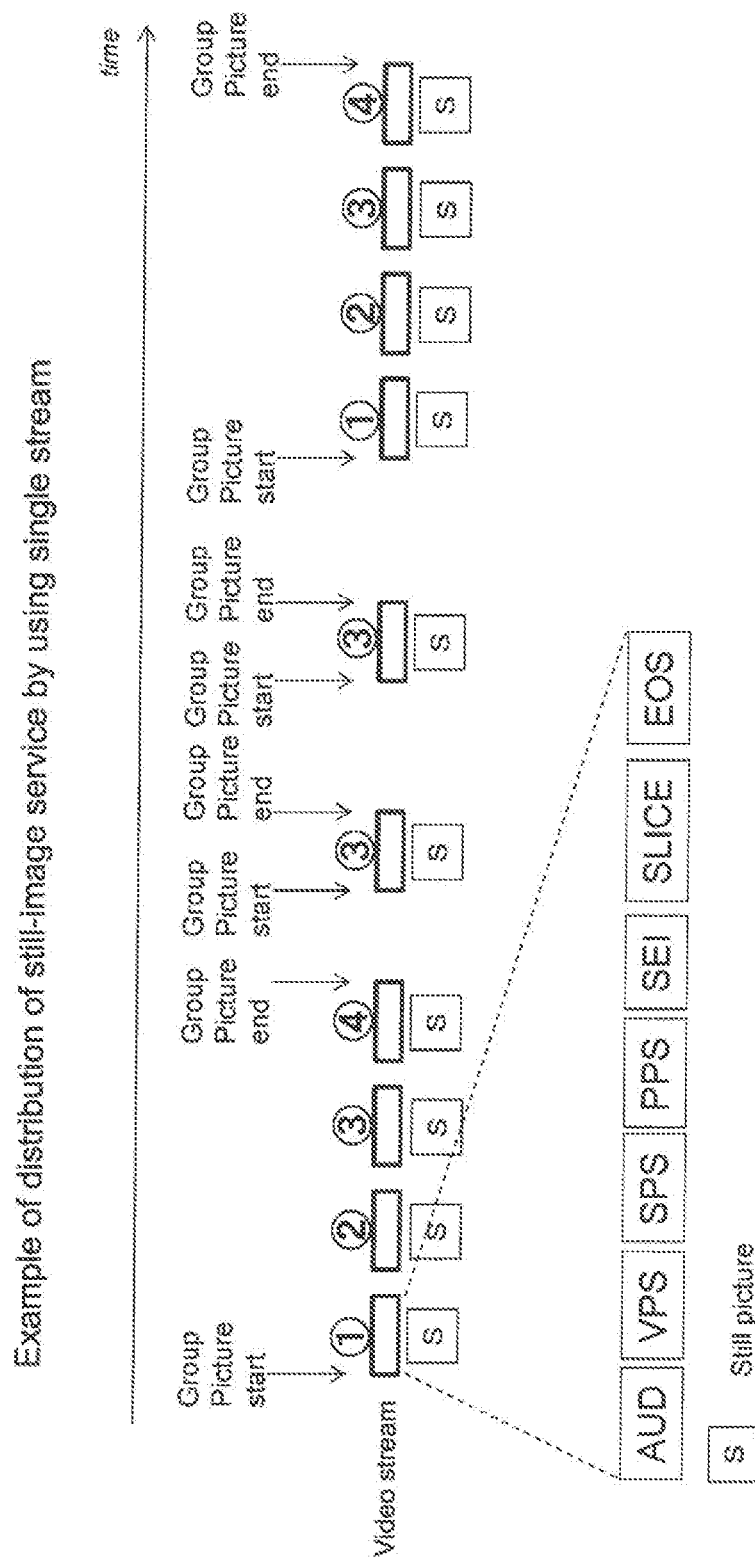 Example of distribution of still-image service by using single stream
time
Group
Picture
start
Group
Picture
end
Group
Picture
start
Group
Picture
end
Group
Picture
start
Group
Picture
end
Group
Picture
start
Group
Picture
end
Video stream
① ② ③ ④ ③ ③ ① ② ③ ④
S S S S S S S S S S
AUD VPS SPS PPS SEI SLICE EOS
S Still picture